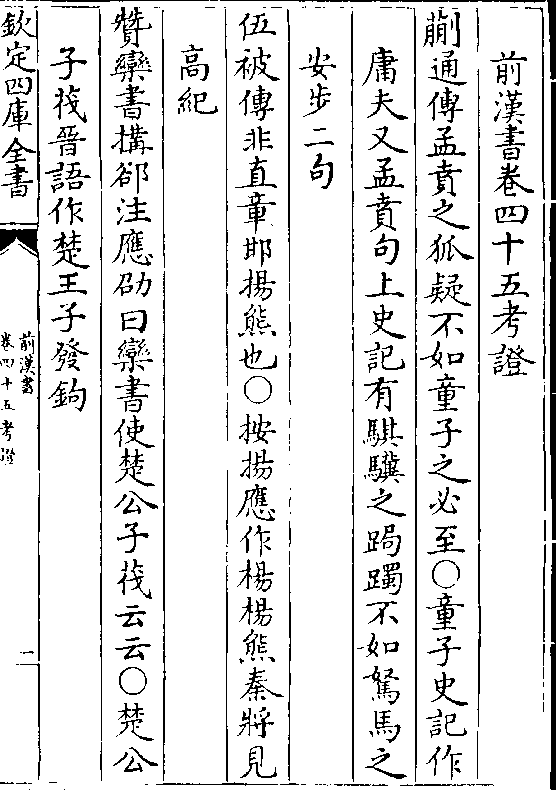 前漢書卷四十五考證
蒯通傳孟賁之狐疑不如童子之必至○童子史記作
庸夫又孟賁句上史記有騏驥之跼躅不如駑馬之
安步二句
伍被傳非直章邯揚熊也○按揚應作楊楊熊秦將見
高紀
贊欒書搆郤注應劭曰欒書使楚公子茷云云○楚公
子茷晉語作楚王子發鉤
欽定四庫全書
前漢書
卷四十五考證
二